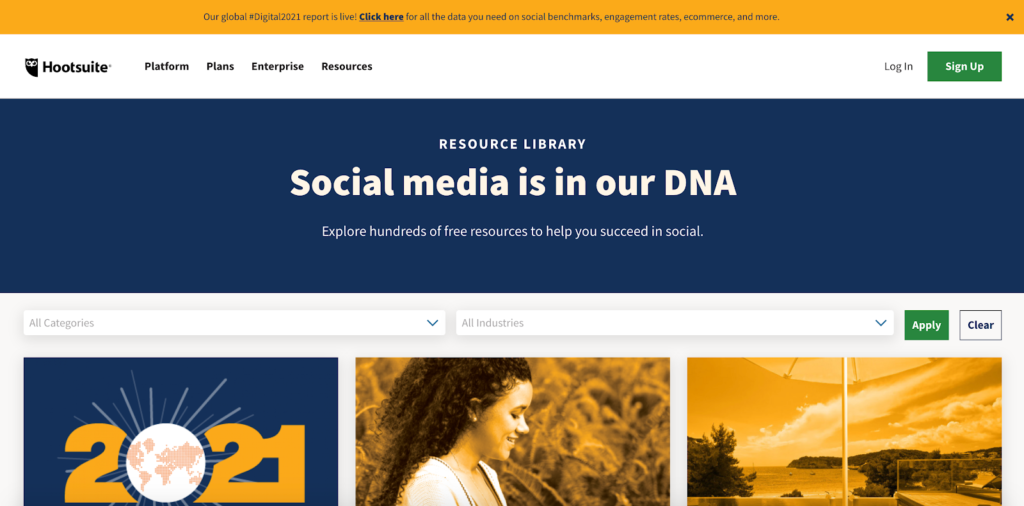 Our global #Digital2021 report is live! Click here for all the data you need on social benchmarks, engagement rates, ecommerce, and more.
Hootsuite® Platform Plans Enterprise Resources Log In Sign Up
RESOURCE LIBRARY
Social media is in our DNA
Explore hundreds of free resources to help you succeed in social.
All Categories All Industries Apply Clear
2021